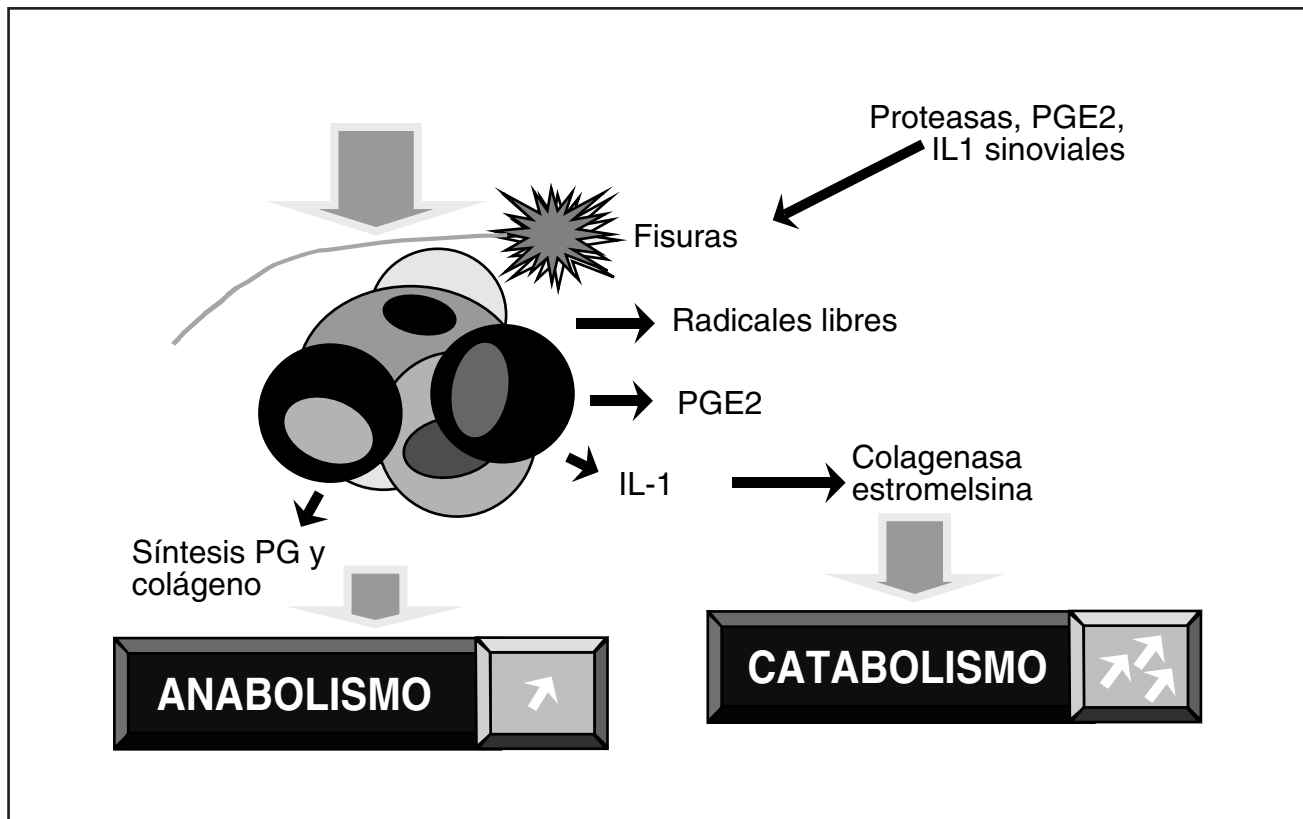 Proteasas, PGE2,
IL1 sinoviales
Fisuras
Radicales libres
PGE2
IL-1
Colagenasa
estromelsina
Síntesis PG y
colágeno
ANABOLISMO
CATABOLISMO